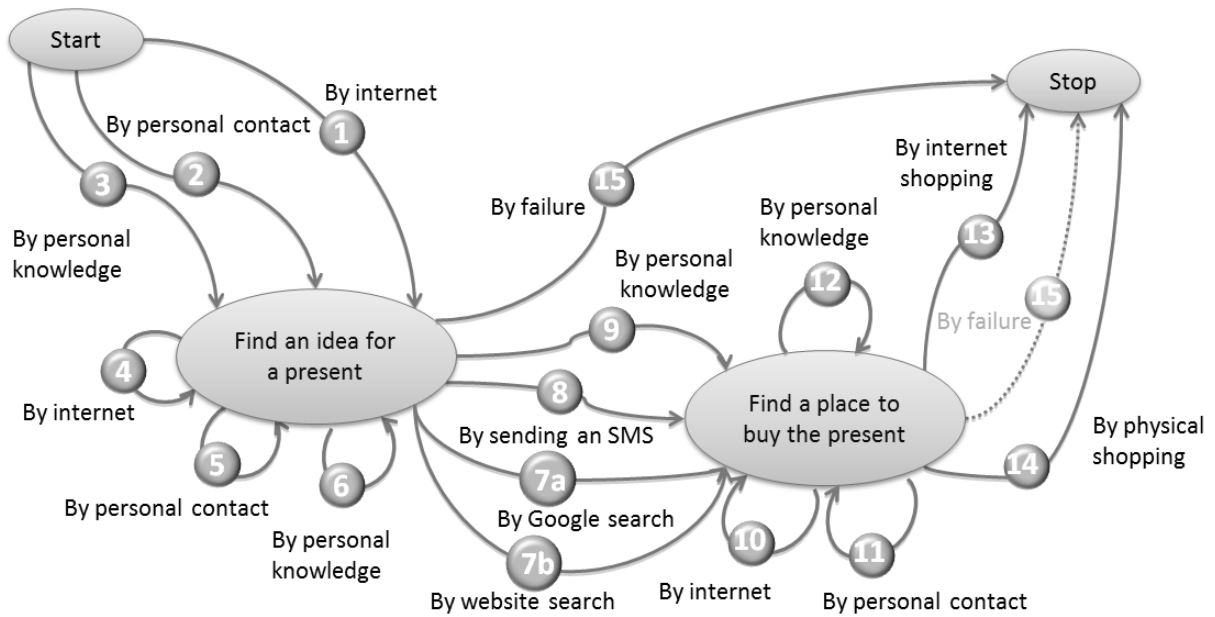 Start
Stop
By internet
1
By personal contact
2
3
By personal
knowledge
15
By failure
By internet
shopping
13
By personal
knowledge
12
By personal
knowledge
9
15
By failure
Find an idea for
a present
4
By internet
8
By sending an SMS
Find a place to
buy the present
By physical
shopping
14
5
By personal contact
6
By personal
knowledge
7a
By Google search
7b
By website search
10
By internet
11
By personal contact